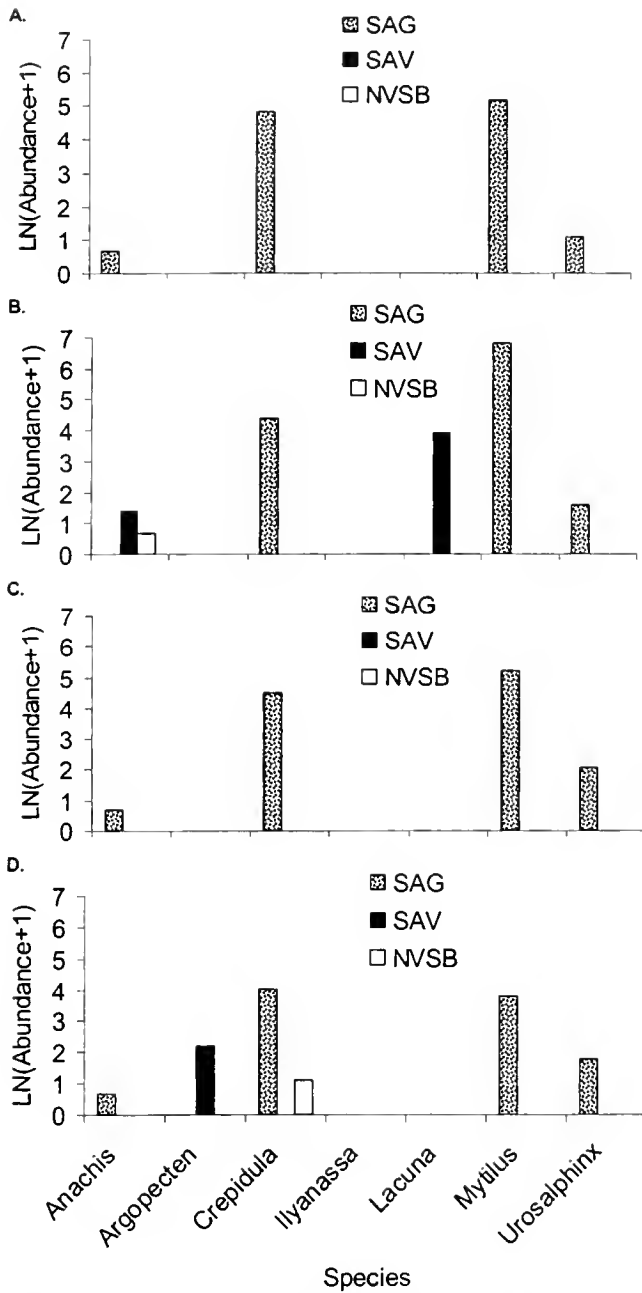 A.
LN(Abundance+1)
7
6
5
4
3
2
1
0
SAG
SAV
NVSB
B.
LN(Abundance+1)
7
6
5
4
3
2
1
0
SAG
SAV
NVSB
C.
LN(Abundance+1)
7
6
5
4
3
2
1
0
SAG
SAV
NVSB
D.
LN(Abundance+1)
7
6
5
4
3
2
1
0
SAG
SAV
NVSB
Anachis
Argopecten
Crepidula
Ilyanassa
Lacuna
Mytilus
Urosalphinx
Species